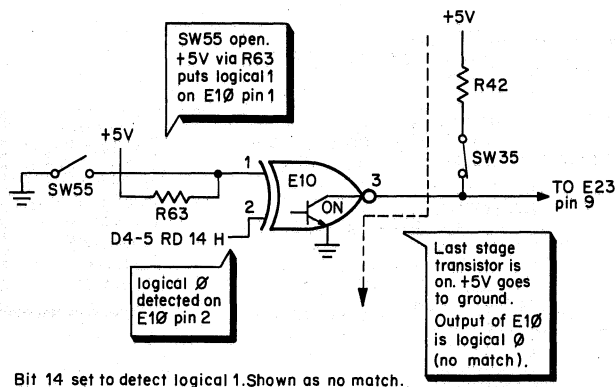 SW55 open.
+5V via R63
puts logical 1
on E1Ø pin 1
+5V
R42
SW35
TO E23
pin 9
+5V
SW55
R63
1
2
E10
ON
3
D4-5 RD 14 H
logical Ø
detected on
E1Ø pin 2
Last stage
transistor is
on. +5V goes
to ground.
Output of E1Ø
is logical Ø
(no match).
Bit 14 set to detect logical 1.Shown as no match.